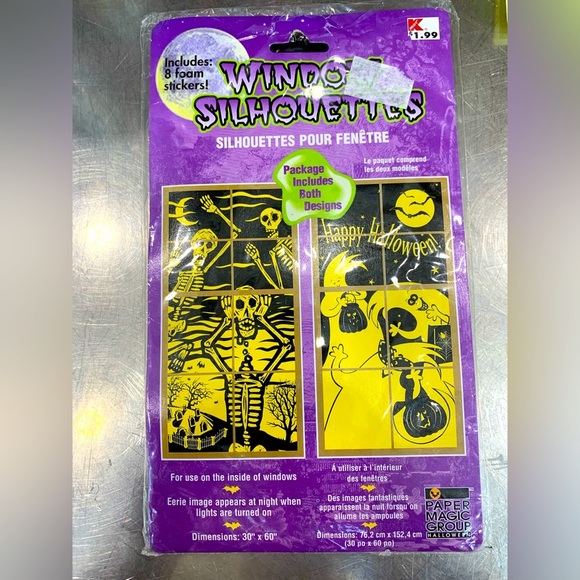 K
$1.99
Includes:
8 foam
stickers!
WINDOW
SILHOUETTES
SILHOUETTES POUR FENÊTRE
Package
Includes
Both
Designs
Le paquet comprend
les deux modèles
Happy Halloween!
For use on the inside of windows
Eerie image appears at night when
lights are turned on
Dimensions: 30" x 60"
À utiliser à l'intérieur
des fenêtres
Des images fantastiques
apparaîssent la nuit lorsqu'on
allume les ampoules
Dimensions: 76,2 cm x 152,4 cm
(30 po x 60 po)
PAPER
MAGIC
GROUP
HALLOWEEN